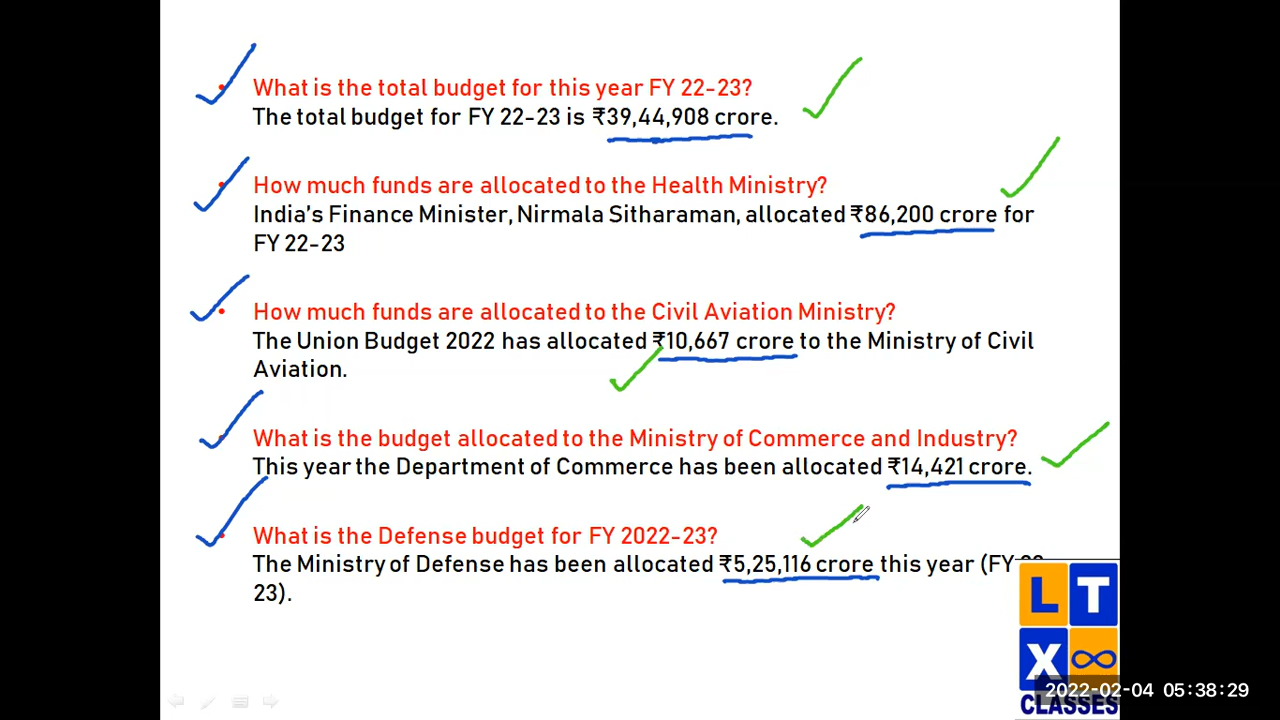 What is the total budget for this year FY 22-23?
The total budget for FY 22-23 is ₹39,44,908 crore.
How much funds are allocated to the Health Ministry?
India's Finance Minister, Nirmala Sitharaman, allocated ₹86,200 crore for
FY 22-23
How much funds are allocated to the Civil Aviation Ministry?
The Union Budget 2022 has allocated ₹10,667 crore to the Ministry of Civil
Aviation.
What is the budget allocated to the Ministry of Commerce and Industry?
This year the Department of Commerce has been allocated ₹14,421 crore.
What is the Defense budget for FY 2022-23?
The Ministry of Defense has been allocated ₹5,25,116 crore this year (FY
23).
L T
X ∞
CLASSES
2022-02-04 05:38:29